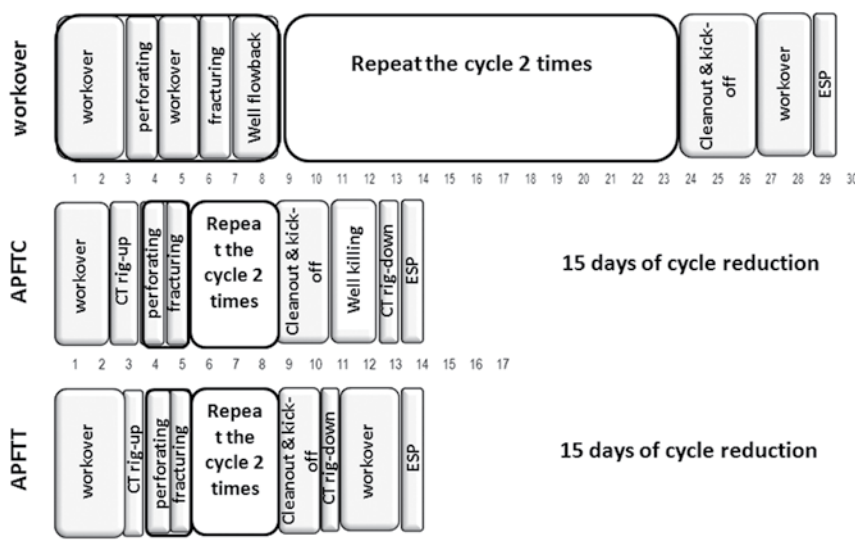 workover
workover
perforating
workover
fracturing
Well flowback
Repeat the cycle 2 times
Cleanout & kick-
off
workover
ESP
1 2 3 4 5 6 7 8 9 10 11 12 13 14 15 16 17 18 19 20 21 22 23 24 25 26 27 28 29 30
APFTC
workover
CT rig-up
perforating
fracturing
Repea
t the
cycle 2
times
Cleanout & kick-
off
Well killing
CT rig-down
ESP
15 days of cycle reduction
1 2 3 4 5 6 7 8 9 10 11 12 13 14 15 16 17
APFTT
workover
CT rig-up
perforating
fracturing
Repea
t the
cycle 2
times
Cleanout & kick-
off
CT rig-down
workover
ESP
15 days of cycle reduction